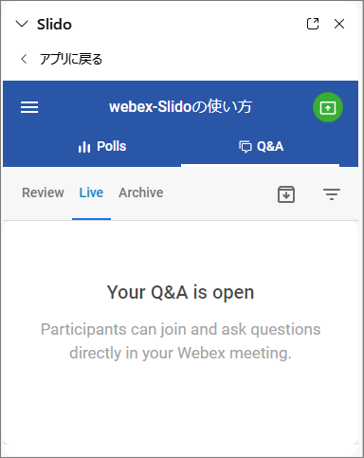 Slido
アプリに戻る
webex-Slidoの使い方
Polls
Q&A
Review Live Archive
Your Q&A is open
Participants can join and ask questions
directly in your Webex meeting.